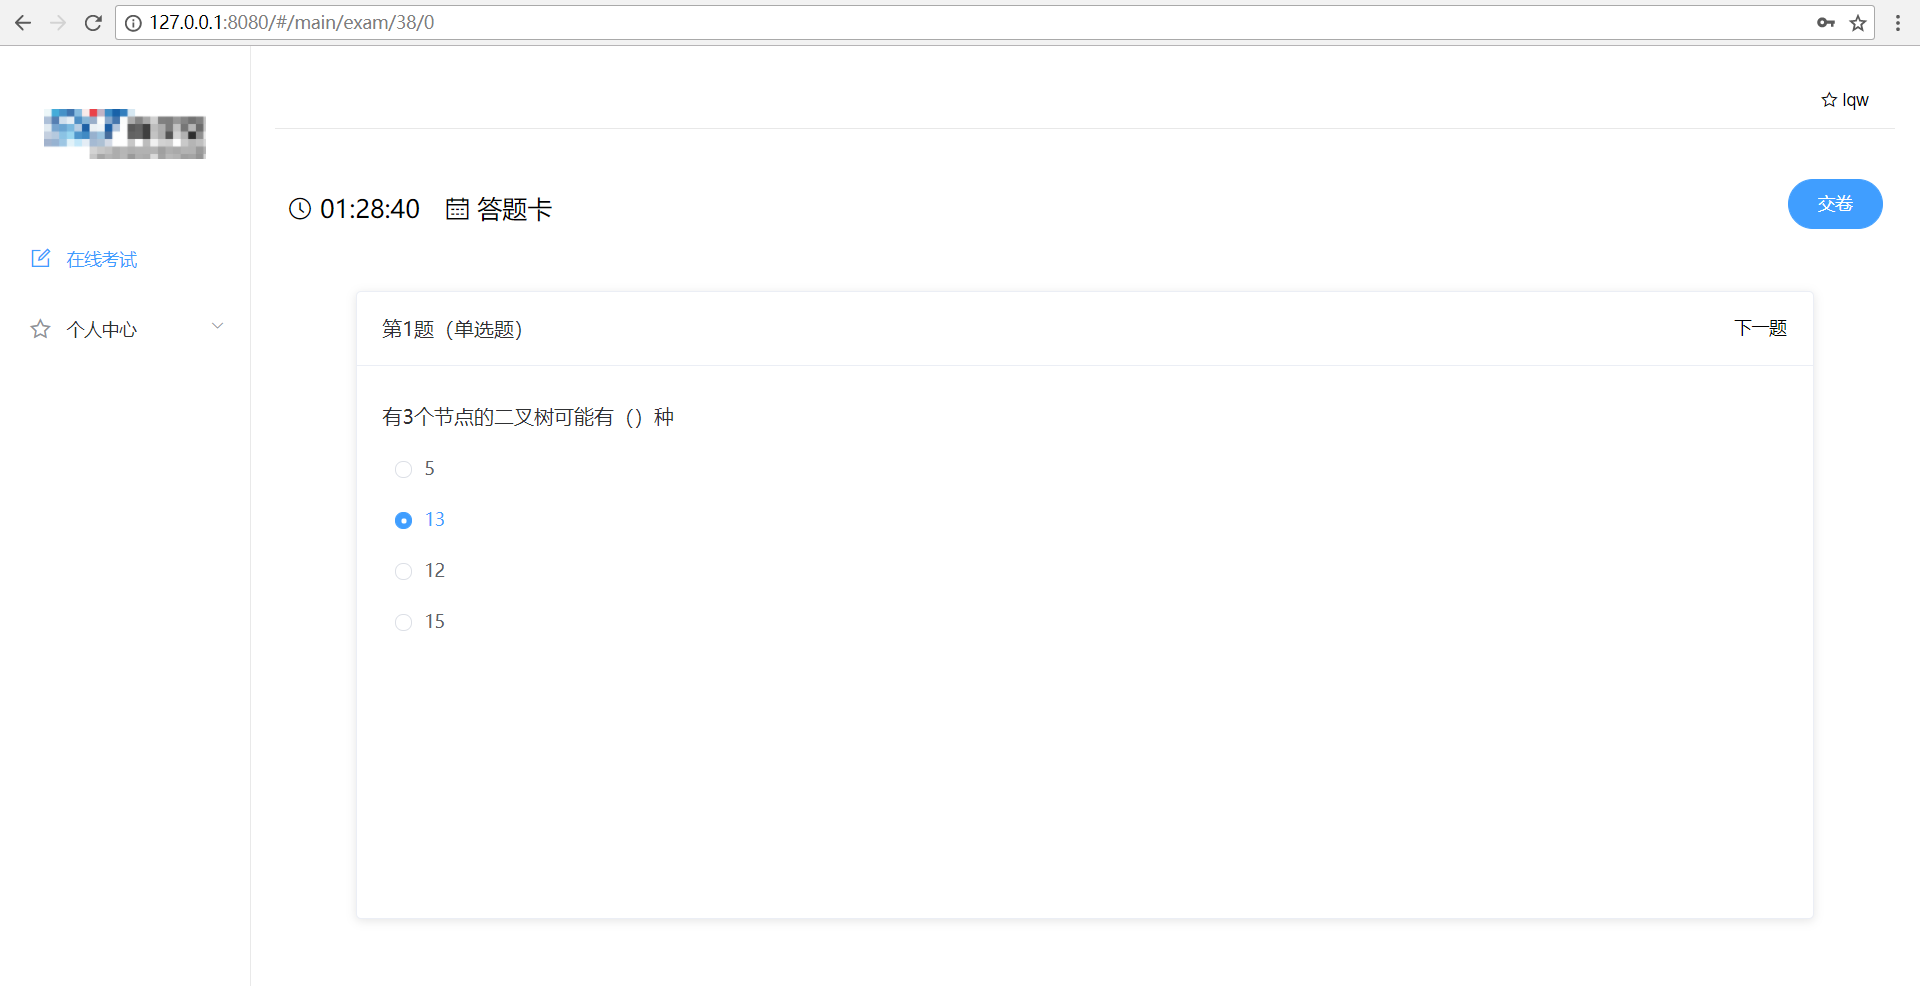 127.0.0.1:8080/#/main/exam/38/0
lqw
01:28:40 答题卡
交卷
在线考试
个人中心
第1题（单选题）
下一题
有3个节点的二叉树可能有（）种
5
13
12
15